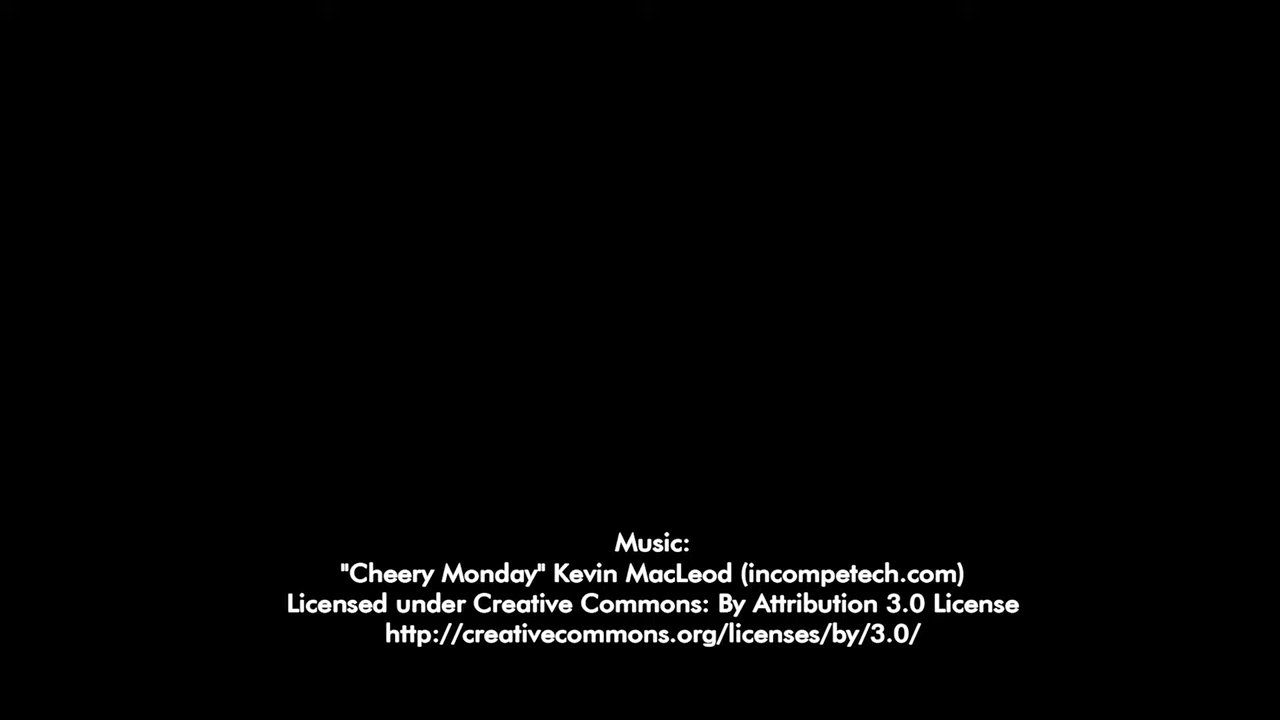 Music:
"Cheery Monday" Kevin MacLeod (incompetech.com)
Licensed under Creative Commons: By Attribution 3.0 License
http://creativecommons.org/licenses/by/3.0/